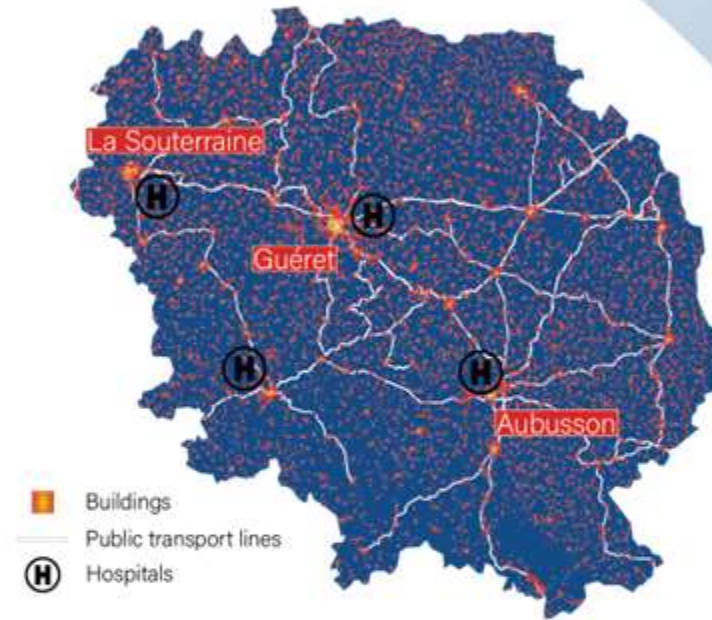 La Souterraine
H
H
Guéret
H
H
Aubusson
Buildings
Public transport lines
H Hospitals